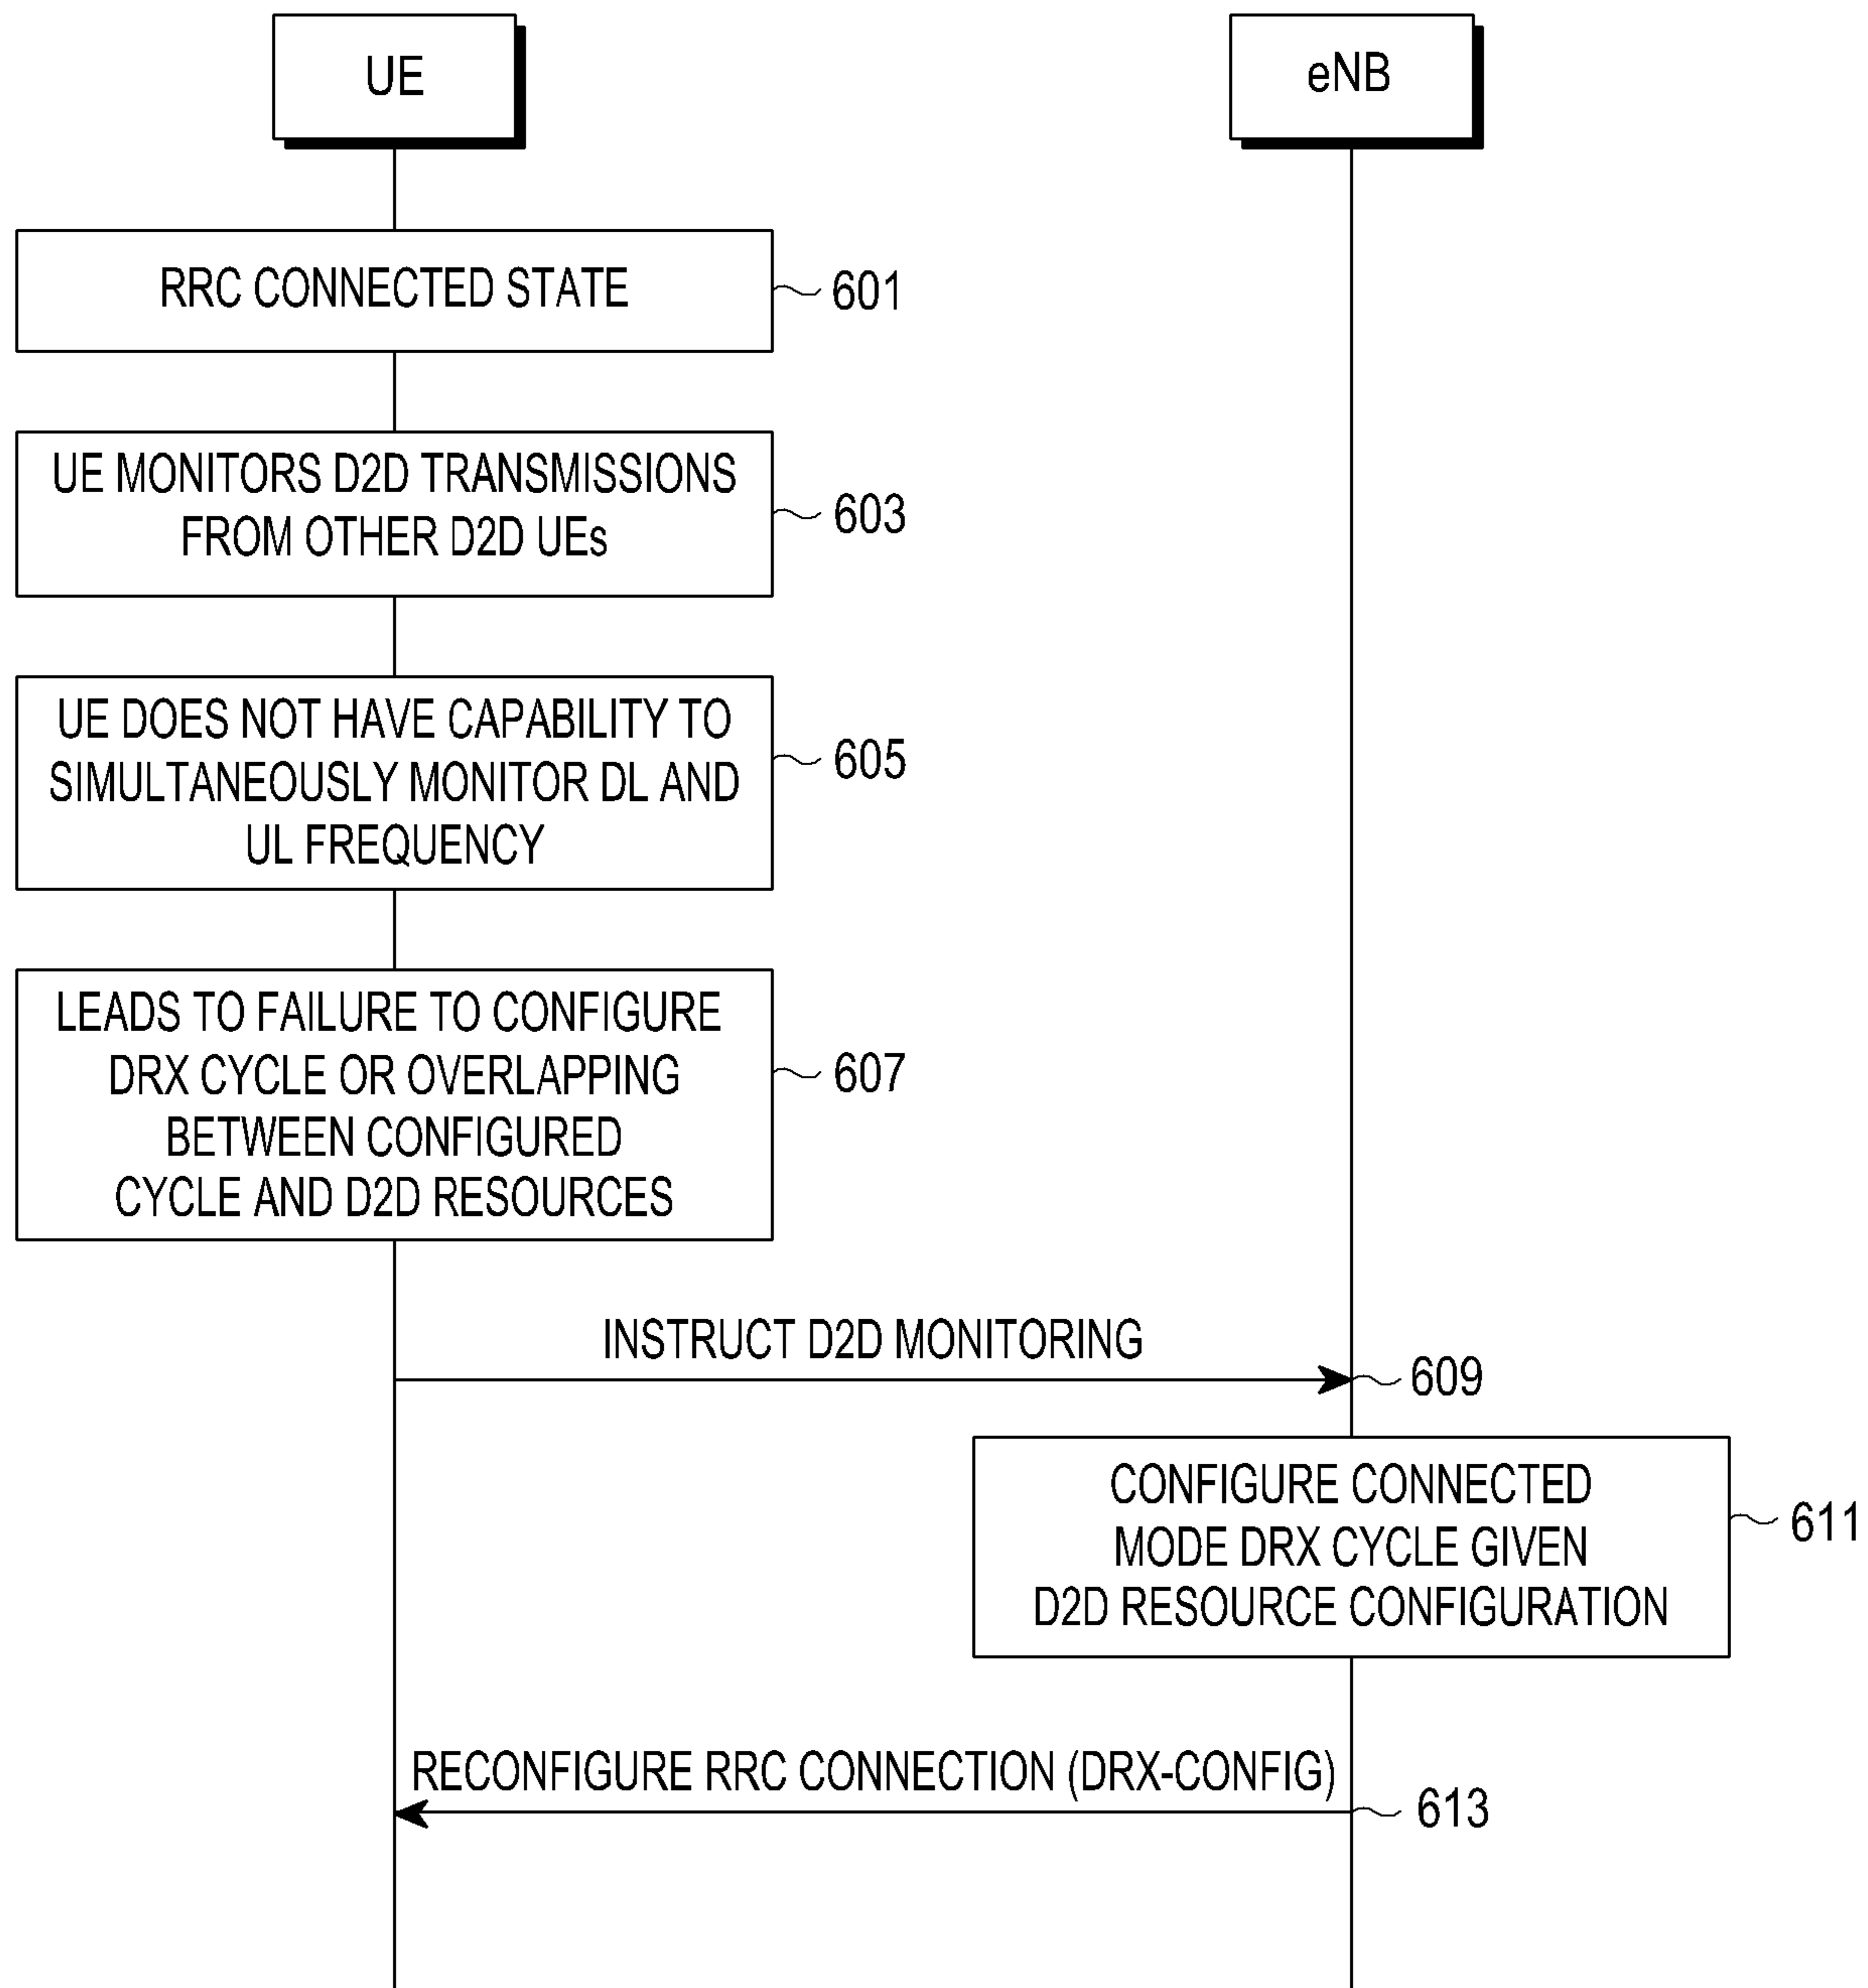 UE
eNB
RRC CONNECTED STATE
601
UE MONITORS D2D TRANSMISSIONS
FROM OTHER D2D UEs
603
UE DOES NOT HAVE CAPABILITY TO
SIMULTANEOUSLY MONITOR DL AND
UL FREQUENCY
605
LEADS TO FAILURE TO CONFIGURE
DRX CYCLE OR OVERLAPPING
BETWEEN CONFIGURED
CYCLE AND D2D RESOURCES
607
INSTRUCT D2D MONITORING
609
CONFIGURE CONNECTED
MODE DRX CYCLE GIVEN
D2D RESOURCE CONFIGURATION
611
RECONFIGURE RRC CONNECTION (DRX-CONFIG)
613